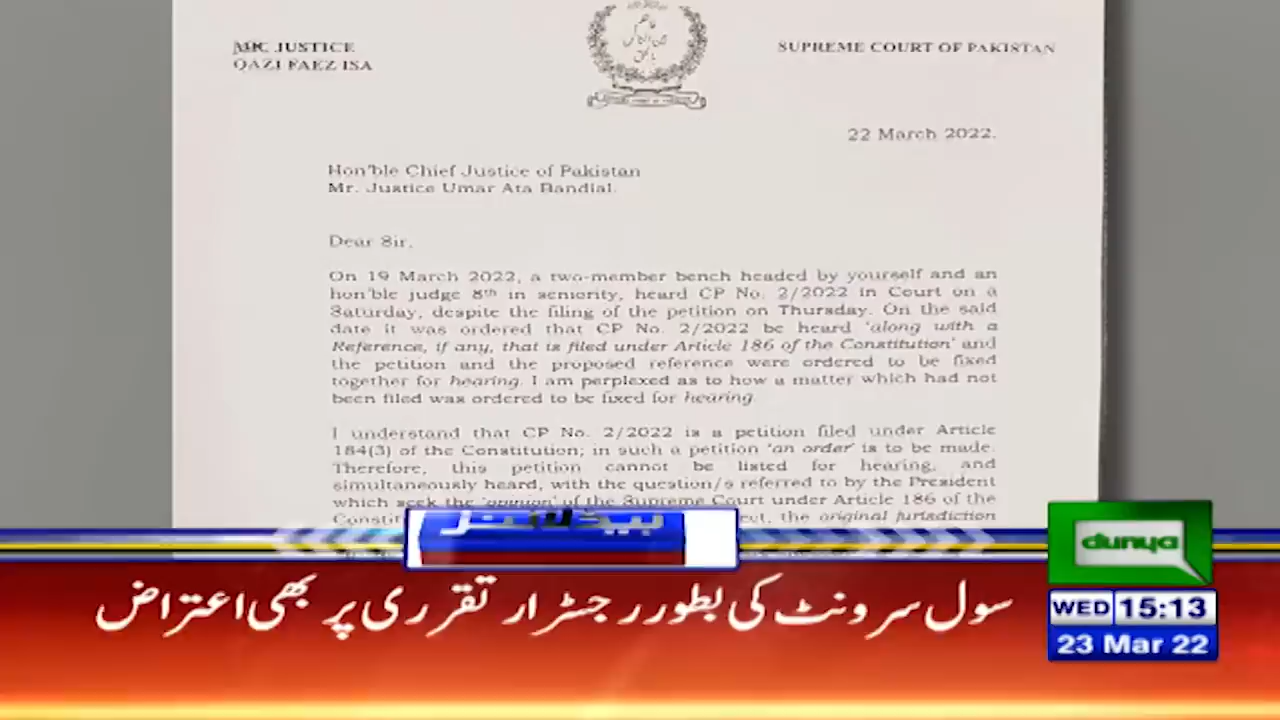 MR. JUSTICE
QAZI FAEZ ISA
SUPREME COURT OF PAKISTAN
22 March 2022.
Hon'ble Chief Justice of Pakistan
Mr. Justice Umar Ata Bandial.
Dear Sir,
On 19 March 2022, a two-member bench headed by yourself and an
hon'ble judge 8th in seniority, heard CP No. 2/2022 in Court on a
Saturday, despite the filing of the petition on Thursday. On the said
date it was ordered that CP No. 2/2022 be heard 'along with a
Reference, if any, that is filed under Article 186 of the Constitution' and
the petition and the proposed reference were ordered to be fixed
together for hearing. I am perplexed as to how a matter which had not
been filed was ordered to be fixed for hearing.
I understand that CP No. 2/2022 is a petition filed under Article
184(3) of the Constitution; in such a petition 'an order' is to be made.
Therefore, this petition cannot be listed for hearing, and
simultaneously heard, with the question/s referred to by the President
which seek the 'opinion' of the Supreme Court under Article 186 of the
the original jurisdiction
ہیڈلائنز
dunya
سول سرونٹ کی بطور رجسٹرار تقرری پر بھی اعتراض
WED 15:13
23 Mar 22